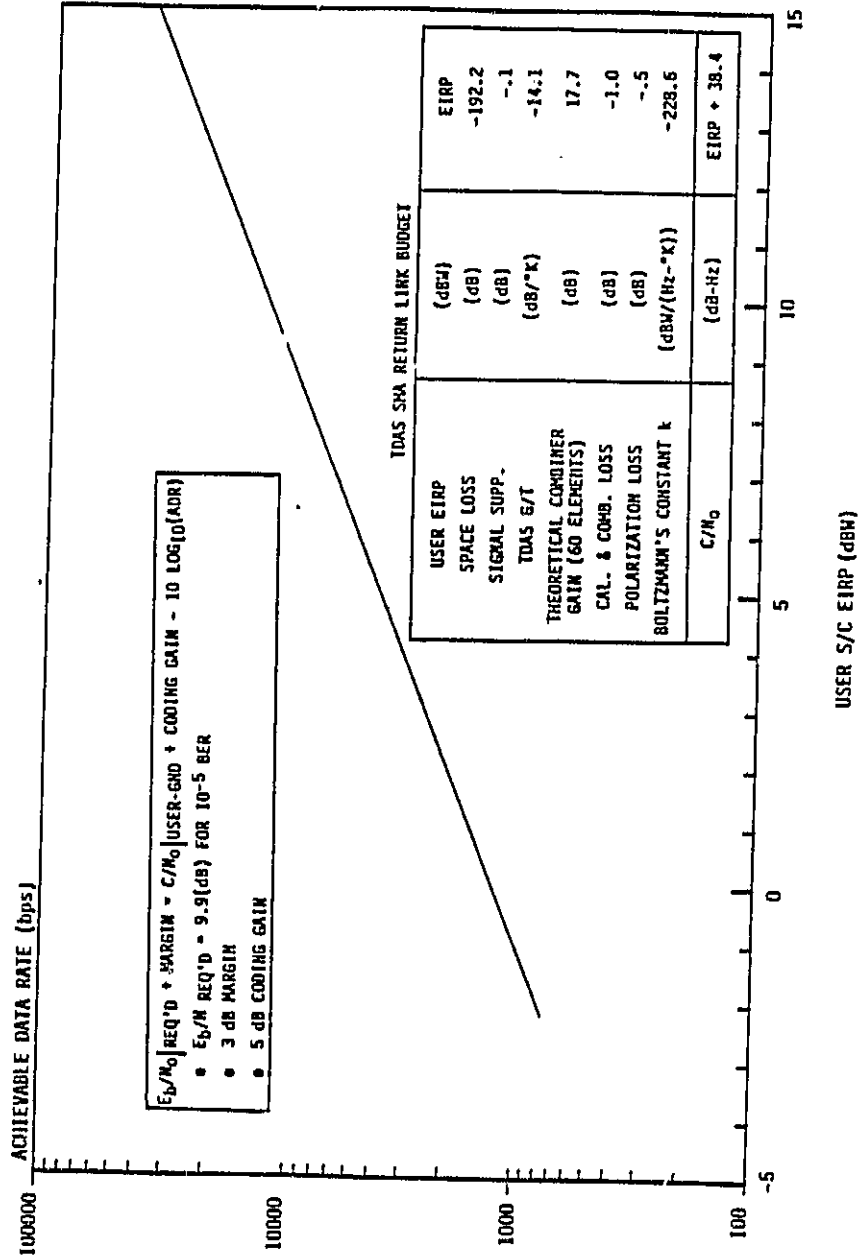 ACHIEVABLE DATA RATE (bps)
100000
10000
1000
100
Eb/No|REQ'D + MARGIN = C/No|USER-GND + CODING GAIN - 10 LOG10(ADR)
• Eb/N REQ'D = 9.9(dB) FOR 10-5 BER
• 3 dB MARGIN
• 5 dB CODING GAIN
TDAS SMA RETURN LINK BUDGET
USER EIRP (dBW) EIRP
SPACE LOSS (dB) -192.2
SIGNAL SUPP. (dB) -.1
TDAS G/T (dB/°K) -14.1
THEORETICAL COMBINER
GAIN (60 ELEMENTS) (dB) 17.7
CAL. & COMB. LOSS (dB) -1.0
POLARIZATION LOSS (dB) -.5
BOLTZMANN'S CONSTANT k (dBW/(Hz-°K)) -228.6
C/No (dB-Hz) EIRP + 38.4
-5 0 5 10 15
USER S/C EIRP (dBW)